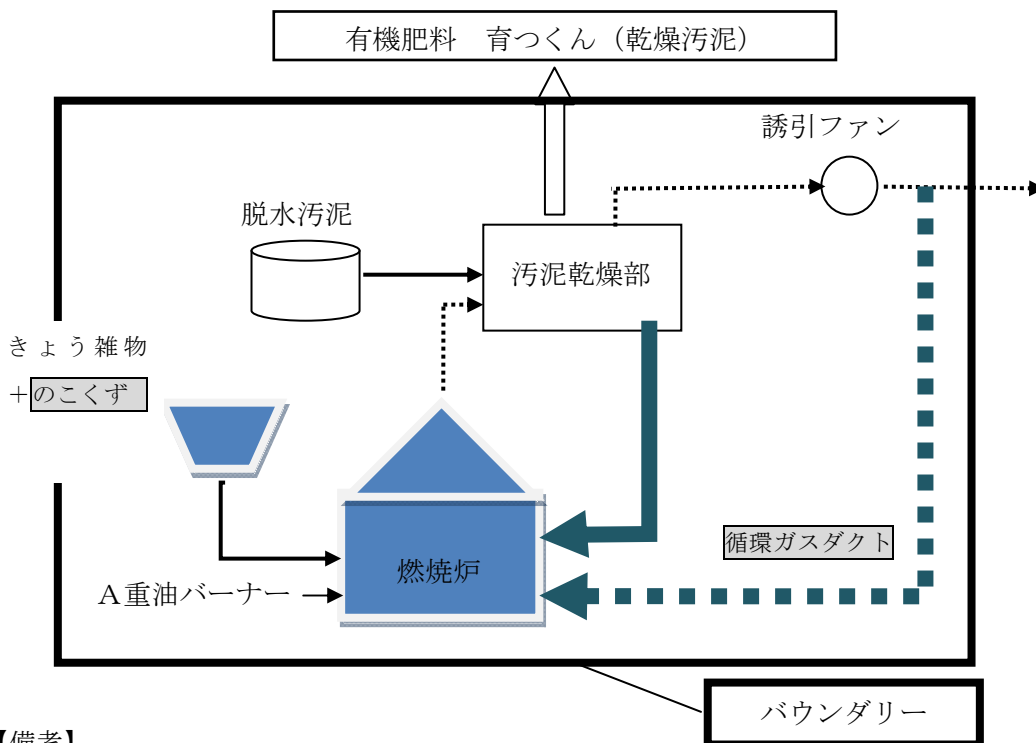 有機肥料　育つくん（乾燥汚泥）
誘引ファン
脱水汚泥
汚泥乾燥部
きょう雑物
＋のこくず
循環ガスダクト
燃焼炉
Ａ重油バーナー
バウンダリー
【備考】